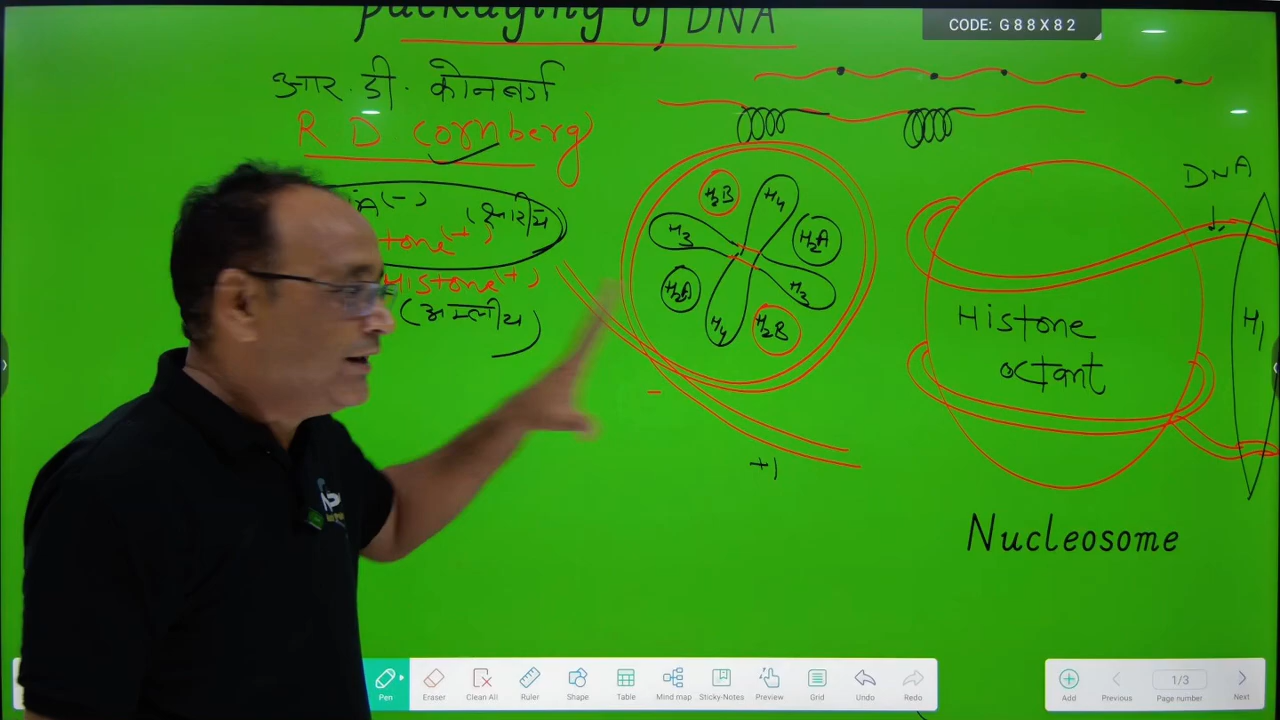 packaging of DNA
CODE: G 8 8 X 8 2
आर. डी. कोनबर्ग
R D Cornberg
(-) (क्षारीय)
tone(+)
Histone(+)
(अम्लीय)
H2B
H4
H3
H2A
H2A
H3
H4
H2B
-
+1
DNA
Histone
octant
H1
Nucleosome
Pen
Eraser
Clean All
Ruler
Shape
Table
Mind map
Sticky-Notes
Preview
Grid
Undo
Redo
Add
Previous
1/3
Page number
Next